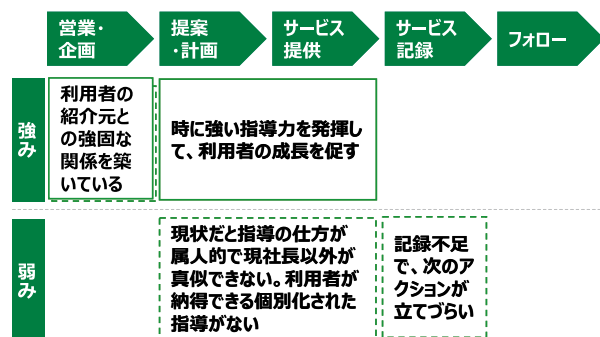 営業・
企画
提案
・計画
サービス
提供
サービス
記録
フォロー
強み
利用者の
紹介元と
の強固な
関係を築
いている
時に強い指導力を発揮し
て、利用者の成長を促す
弱み
現状だと指導の仕方が
属人的で現社長以外が
真似できない。利用者が
納得できる個別化された
指導がない
記録不足
で、次のア
クションが
立てづらい